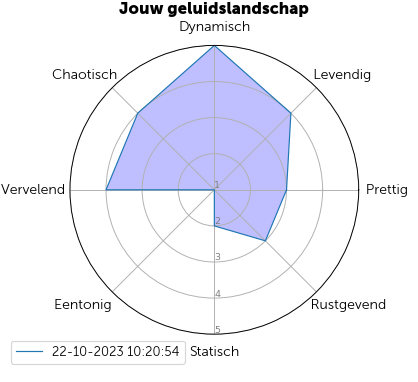 Jouw geluidslandschap
Dynamisch
Chaotisch
Levendig
Vervelend
1
Prettig
2
3
4
Eentonig
Rustgevend
5
22-10-2023 10:20:54
Statisch